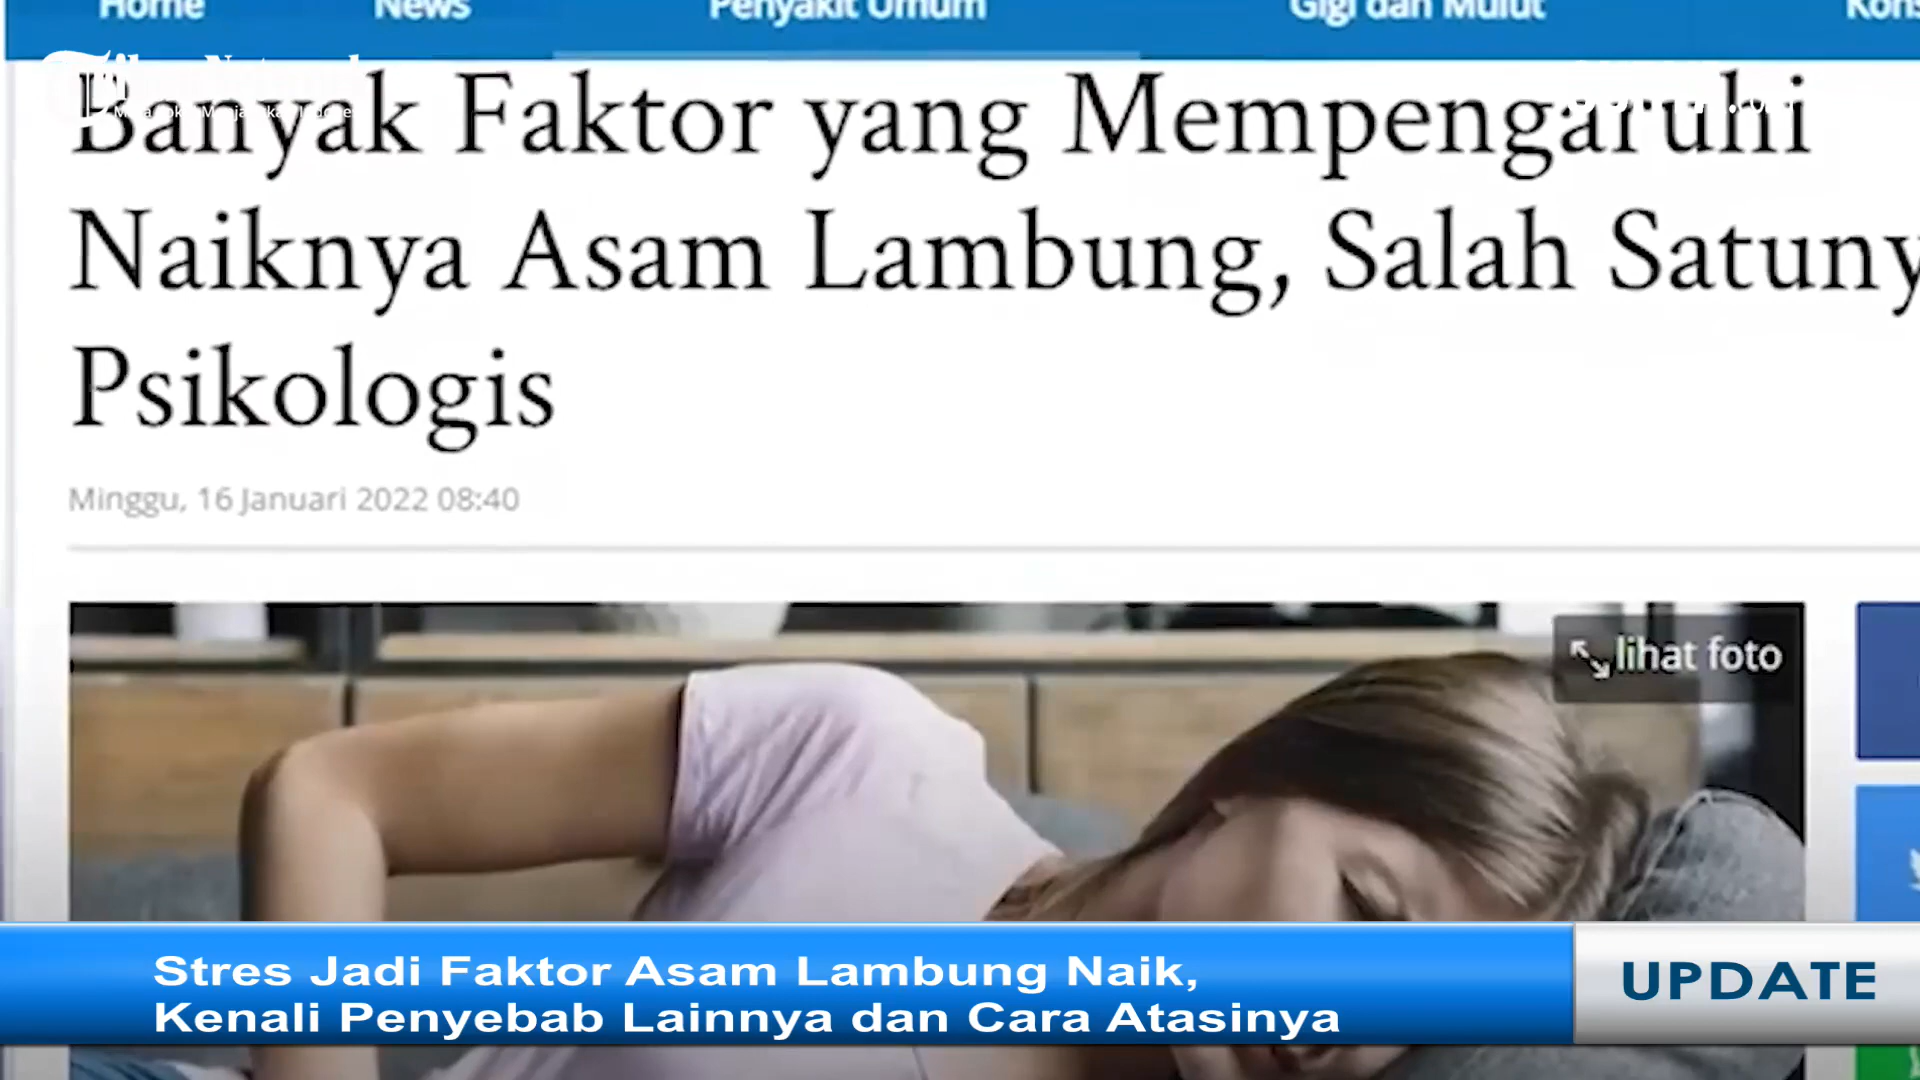 Home News Penyakit Umum Gigi dan Mulut
Banyak Faktor yang Mempengaruhi
Naiknya Asam Lambung, Salah Satuny
Psikologis
Minggu, 16 Januari 2022 08:40
lihat foto
Stres Jadi Faktor Asam Lambung Naik,
Kenali Penyebab Lainnya dan Cara Atasinya
UPDATE